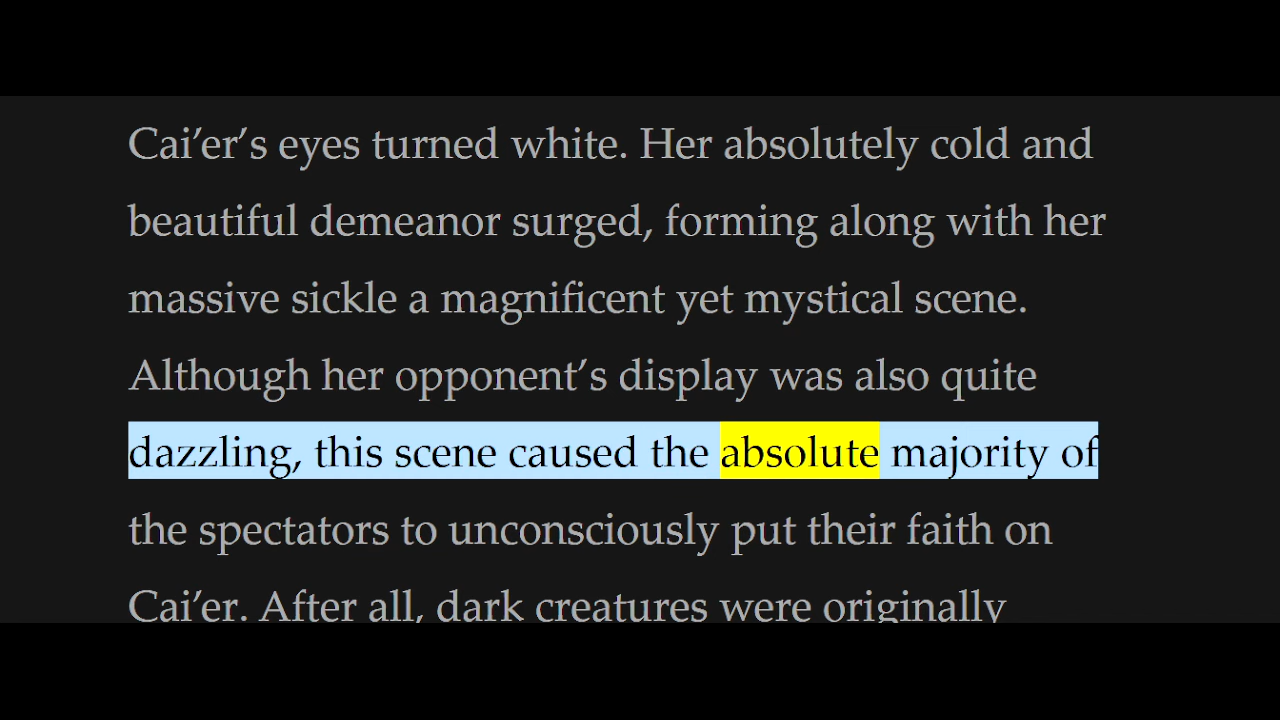 Cai’er’s eyes turned white. Her absolutely cold and
beautiful demeanor surged, forming along with her
massive sickle a magnificent yet mystical scene.
Although her opponent’s display was also quite
dazzling, this scene caused the absolute majority of
the spectators to unconsciously put their faith on
Cai’er. After all, dark creatures were originally